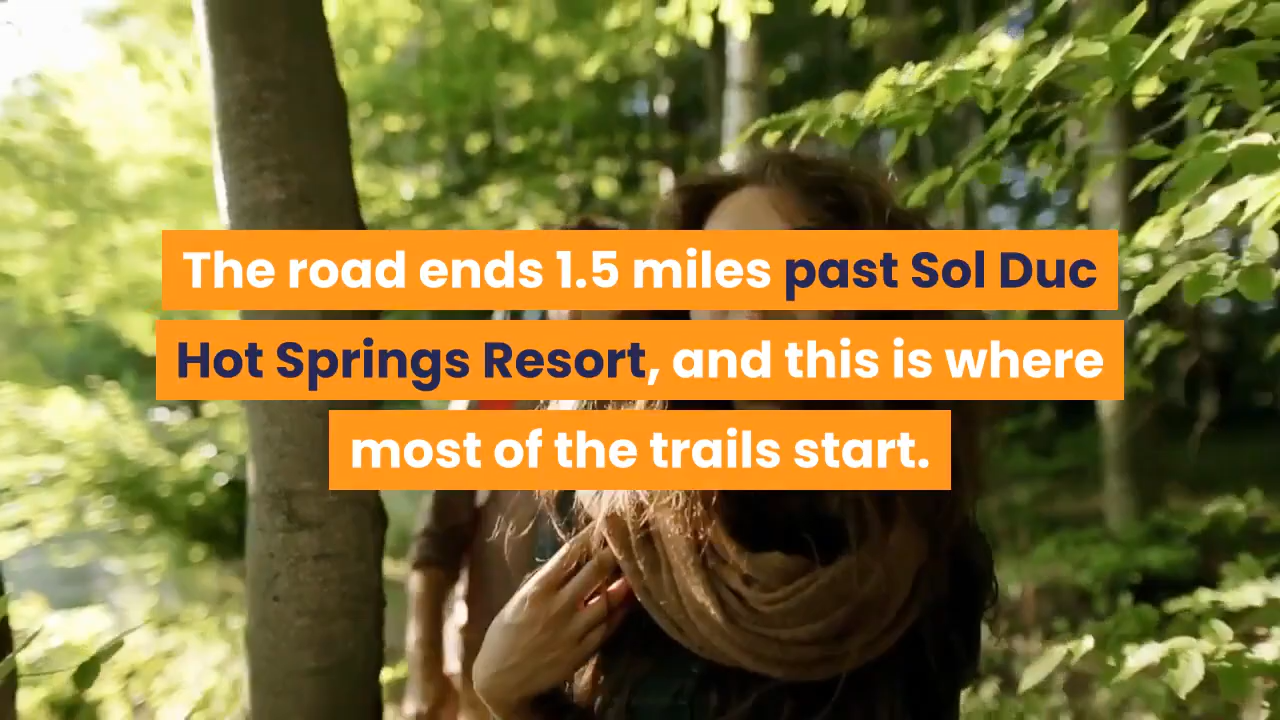 The road ends 1.5 miles past Sol Duc
Hot Springs Resort, and this is where
most of the trails start.